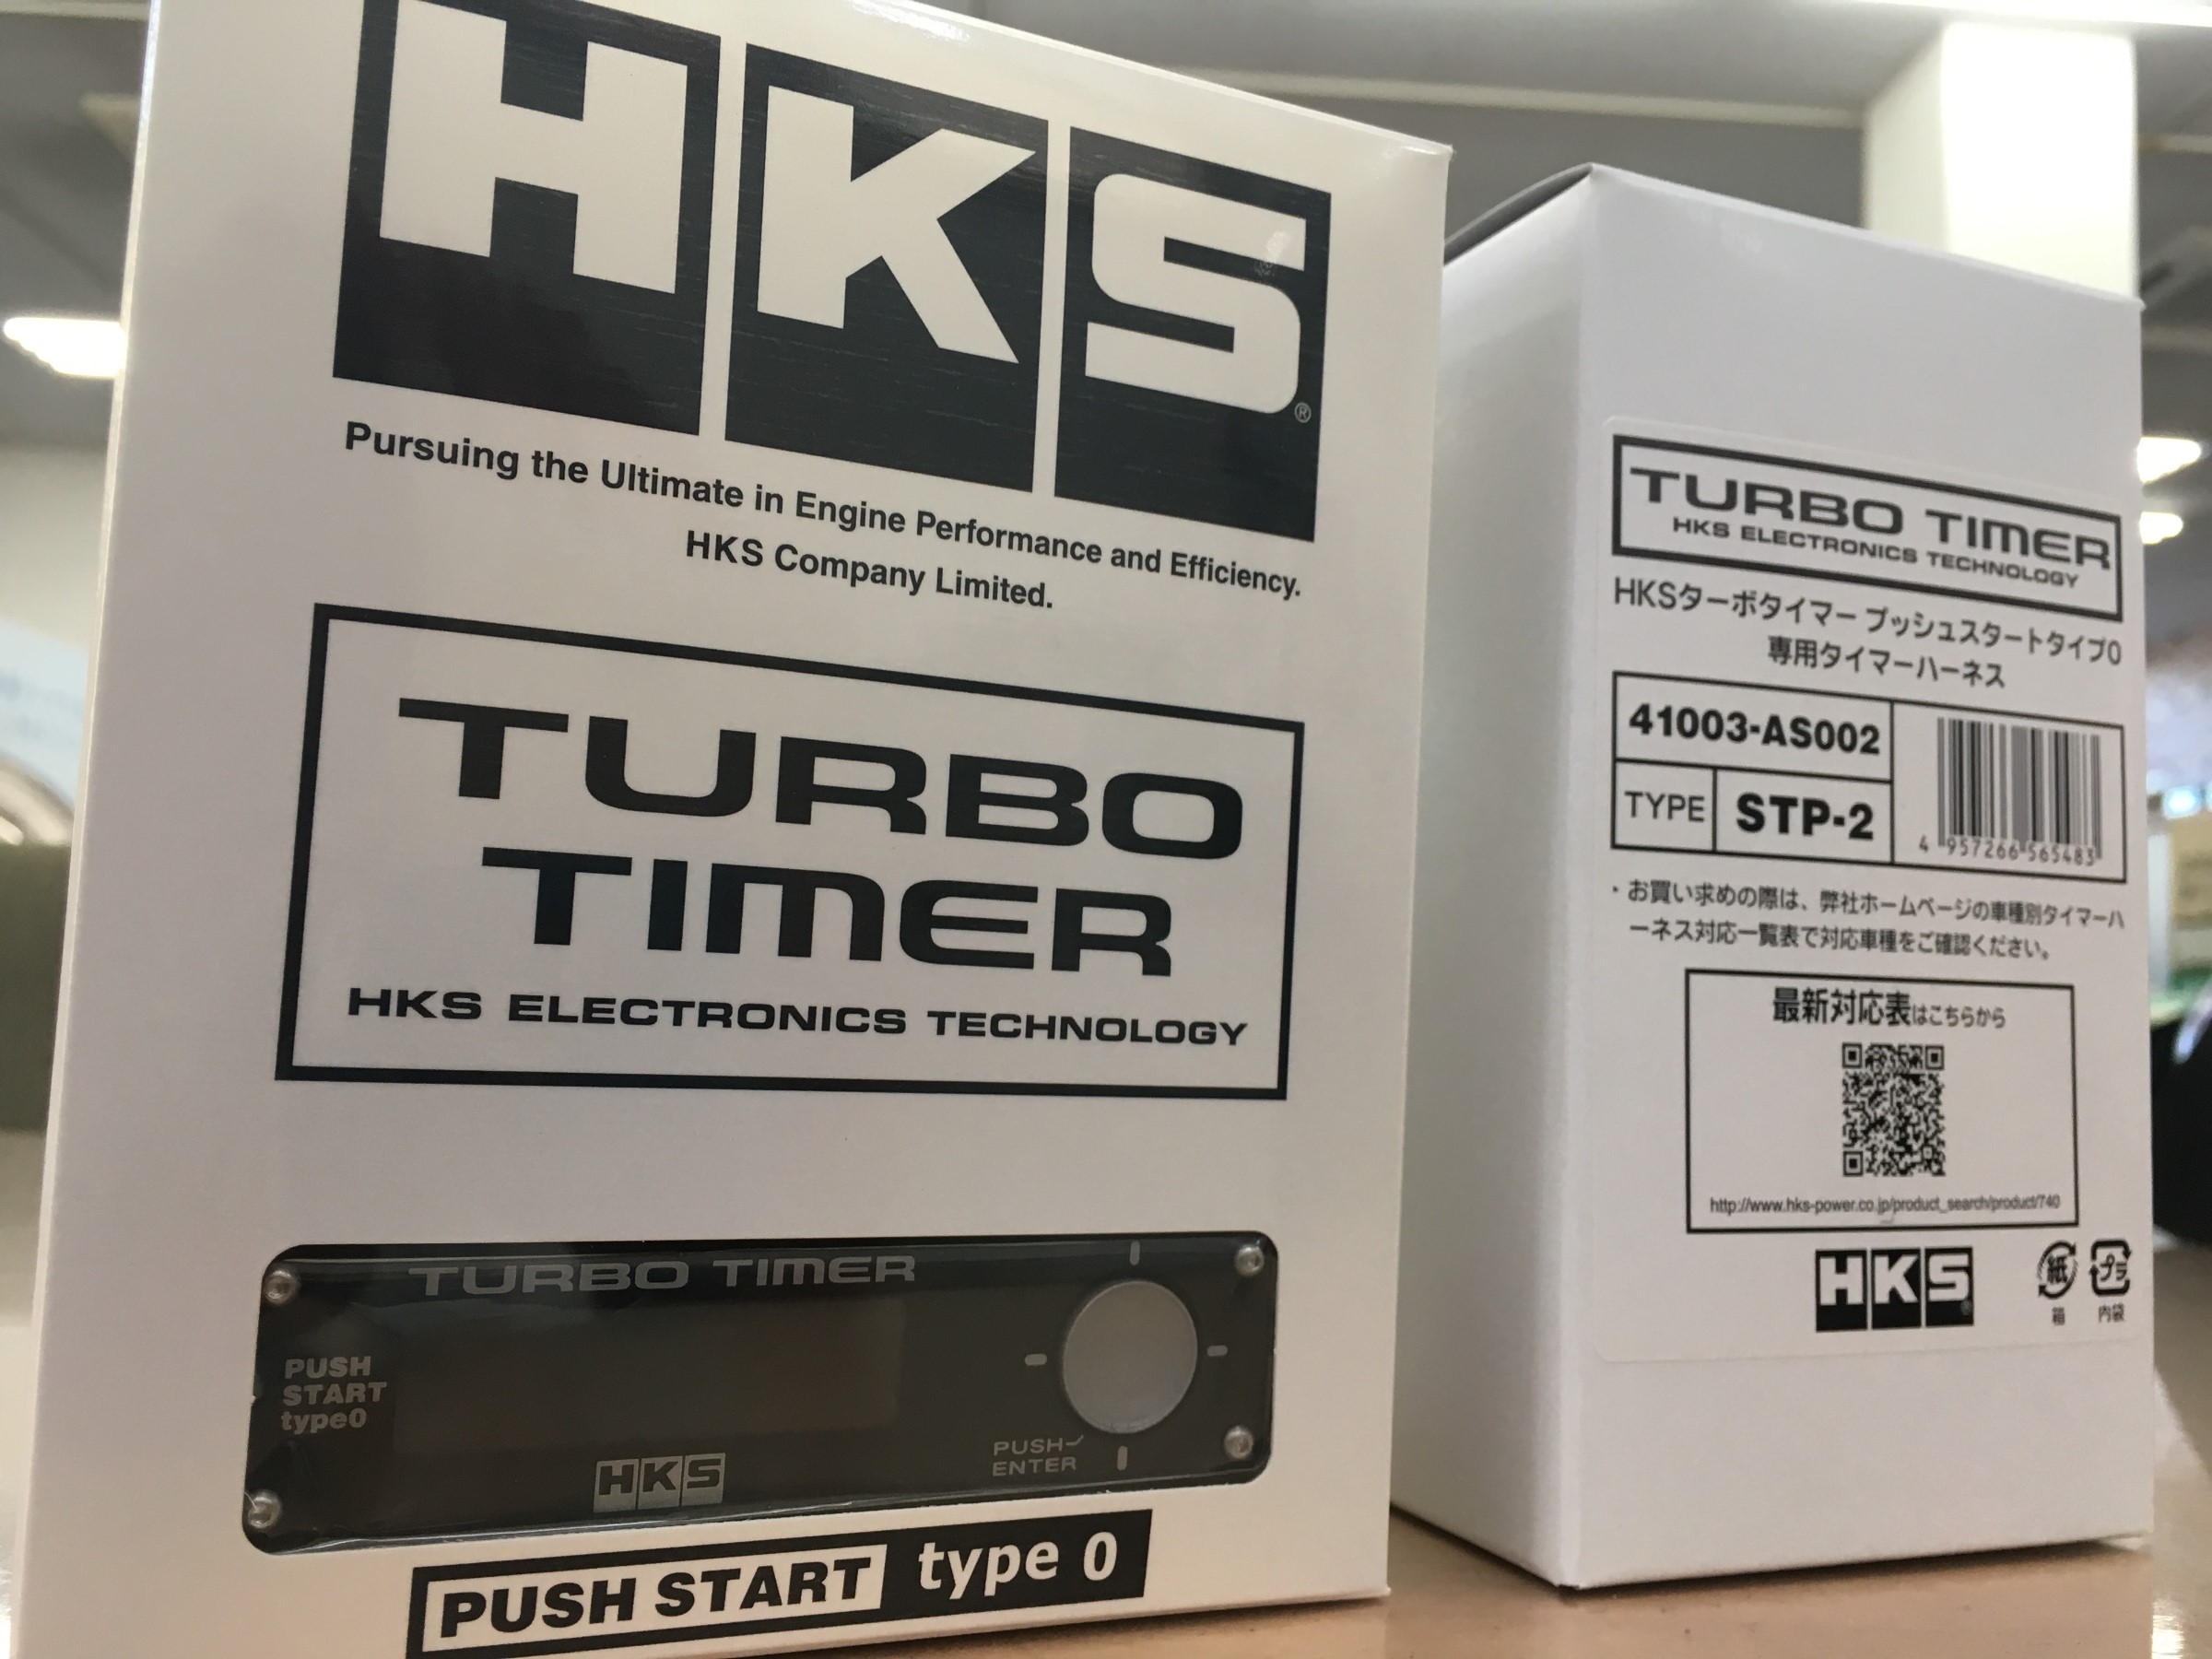 HKS®
Pursuing the Ultimate in Engine Performance and Efficiency.
HKS Company Limited.
TURBO
TIMER
HKS ELECTRONICS TECHNOLOGY
TURBO TIMER
PUSH
START
type0
HKS
PUSH
ENTER
PUSH START type 0
TURBO TIMER
HKS ELECTRONICS TECHNOLOGY
HKSターボタイマー プッシュスタートタイプ0
専用タイマーハーネス
41003-AS002
TYPE STP-2
4 957266 565483
・お買い求めの際は、弊社ホームページの車種別タイマーハ
ーネス対応一覧表で対応車種をご確認ください。
最新対応表はこちらから
http://www.hks-power.co.jp/product_search/product/740
HKS®
紙 プラ
箱 内袋